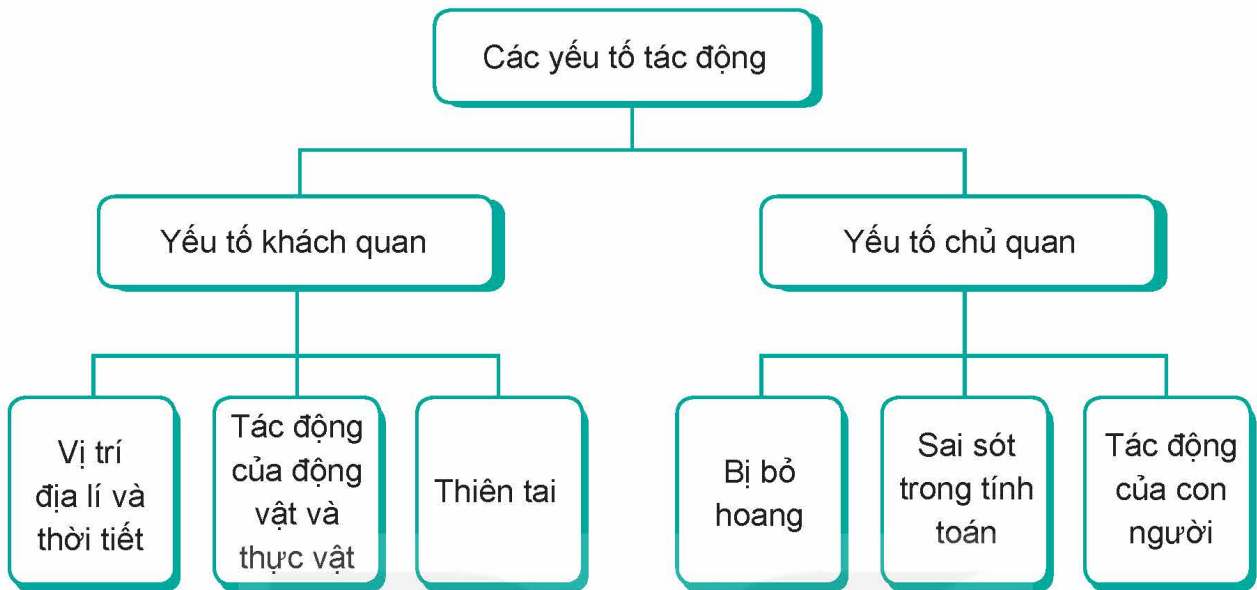 Các yếu tố tác động
Yếu tố khách quan
Yếu tố chủ quan
Vị trí
địa lí và
thời tiết
Tác động
của động
vật và
thực vật
Thiên tai
Bị bỏ
hoang
Sai sót
trong tính
toán
Tác động
của con
người